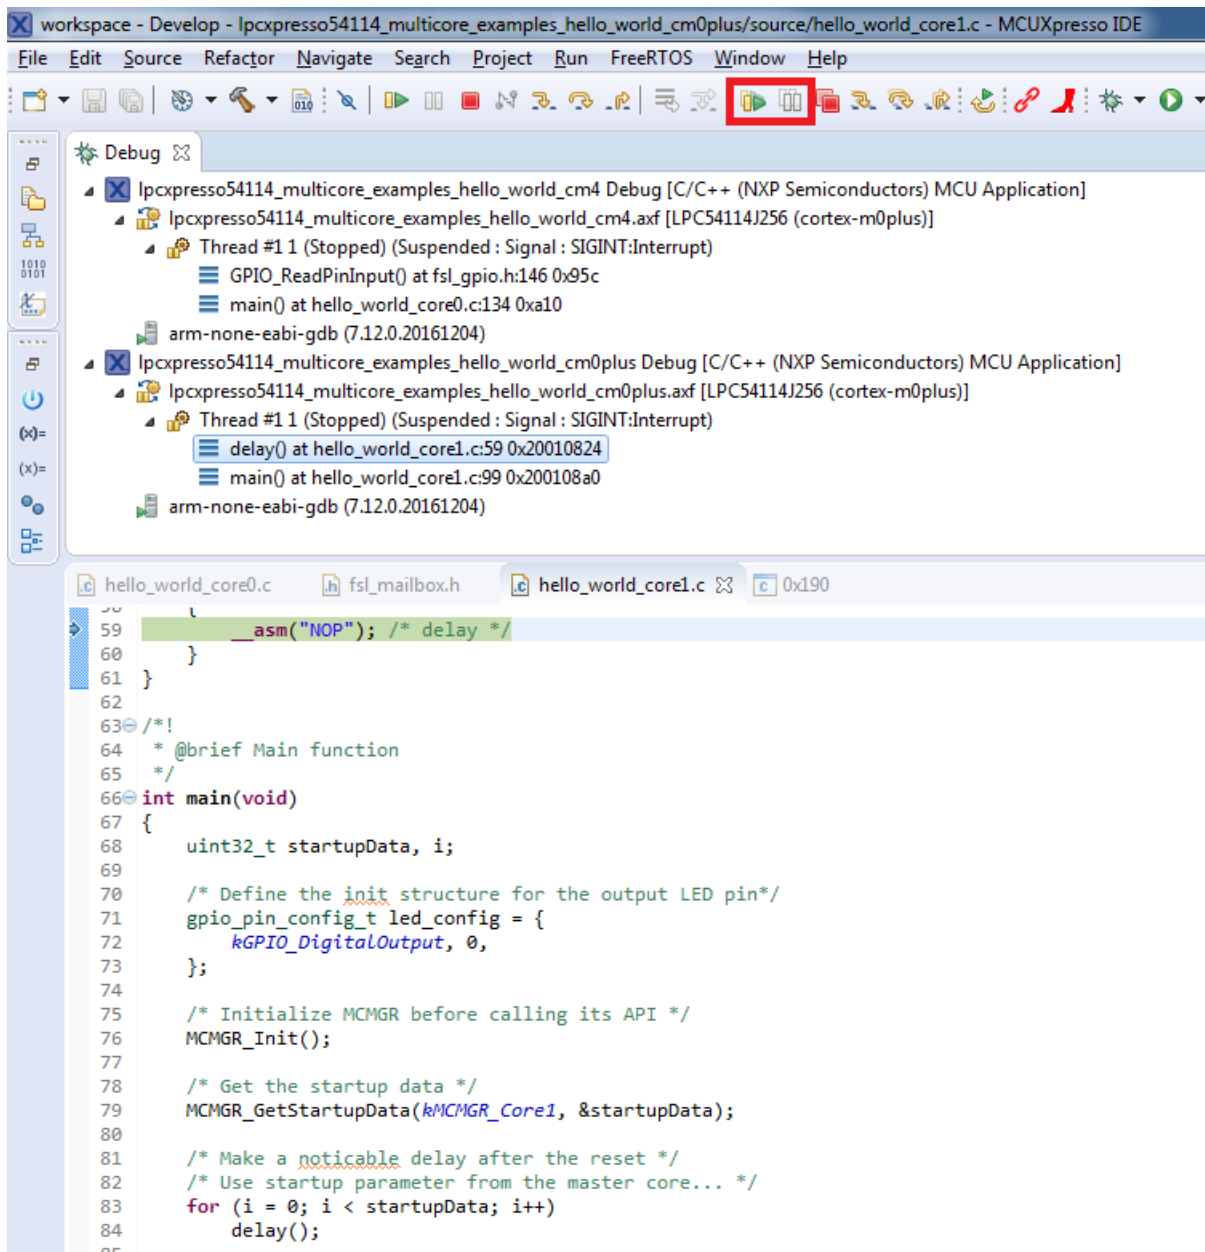 workspace - Develop - lpcxpresso54114_multicore_examples_hello_world_cm0plus/source/hello_world_core1.c - MCUXpresso IDE
File Edit Source Refactor Navigate Search Project Run FreeRTOS Window Help
010
Debug
lpcxpresso54114_multicore_examples_hello_world_cm4 Debug [C/C++ (NXP Semiconductors) MCU Application]
lpcxpresso54114_multicore_examples_hello_world_cm4.axf [LPC54114J256 (cortex-m0plus)]
Thread #1 1 (Stopped) (Suspended : Signal : SIGINT:Interrupt)
GPIO_ReadPinInput() at fsl_gpio.h:146 0x95c
main() at hello_world_core0.c:134 0xa10
arm-none-eabi-gdb (7.12.0.20161204)
lpcxpresso54114_multicore_examples_hello_world_cm0plus Debug [C/C++ (NXP Semiconductors) MCU Application]
lpcxpresso54114_multicore_examples_hello_world_cm0plus.axf [LPC54114J256 (cortex-m0plus)]
Thread #1 1 (Stopped) (Suspended : Signal : SIGINT:Interrupt)
delay() at hello_world_core1.c:59 0x20010824
main() at hello_world_core1.c:99 0x200108a0
arm-none-eabi-gdb (7.12.0.20161204)
1010
0101
(x)=
(x)=
hello_world_core0.c fsl_mailbox.h hello_world_core1.c 0x190
{
59 __asm("NOP"); /* delay */
60 }
61 }
62
63 /*!
64 * @brief Main function
65 */
66 int main(void)
67 {
68 uint32_t startupData, i;
69
70 /* Define the init structure for the output LED pin*/
71 gpio_pin_config_t led_config = {
72 kGPIO_DigitalOutput, 0,
73 };
74
75 /* Initialize MCMGR before calling its API */
76 MCMGR_Init();
77
78 /* Get the startup data */
79 MCMGR_GetStartupData(kMCMGR_Core1, &startupData);
80
81 /* Make a noticable delay after the reset */
82 /* Use startup parameter from the master core... */
83 for (i = 0; i < startupData; i++)
84 delay();